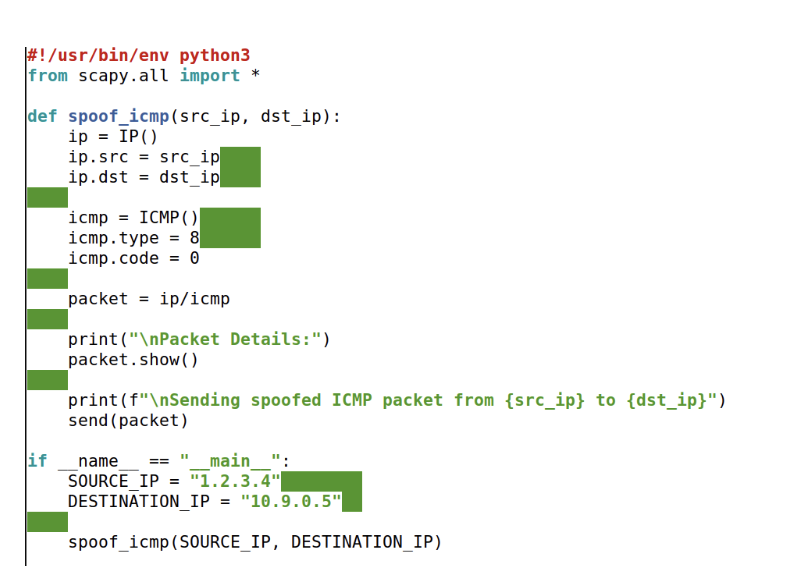 #!/usr/bin/env python3
from scapy.all import *
def spoof_icmp(src_ip, dst_ip):
    ip = IP()
    ip.src = src_ip
    ip.dst = dst_ip
    icmp = ICMP()
    icmp.type = 8
    icmp.code = 0
    packet = ip/icmp
    print("\nPacket Details:")
    packet.show()
    print(f"\nSending spoofed ICMP packet from {src_ip} to {dst_ip}")
    send(packet)
if __name__ == "__main__":
    SOURCE_IP = "1.2.3.4"
    DESTINATION_IP = "10.9.0.5"
    spoof_icmp(SOURCE_IP, DESTINATION_IP)